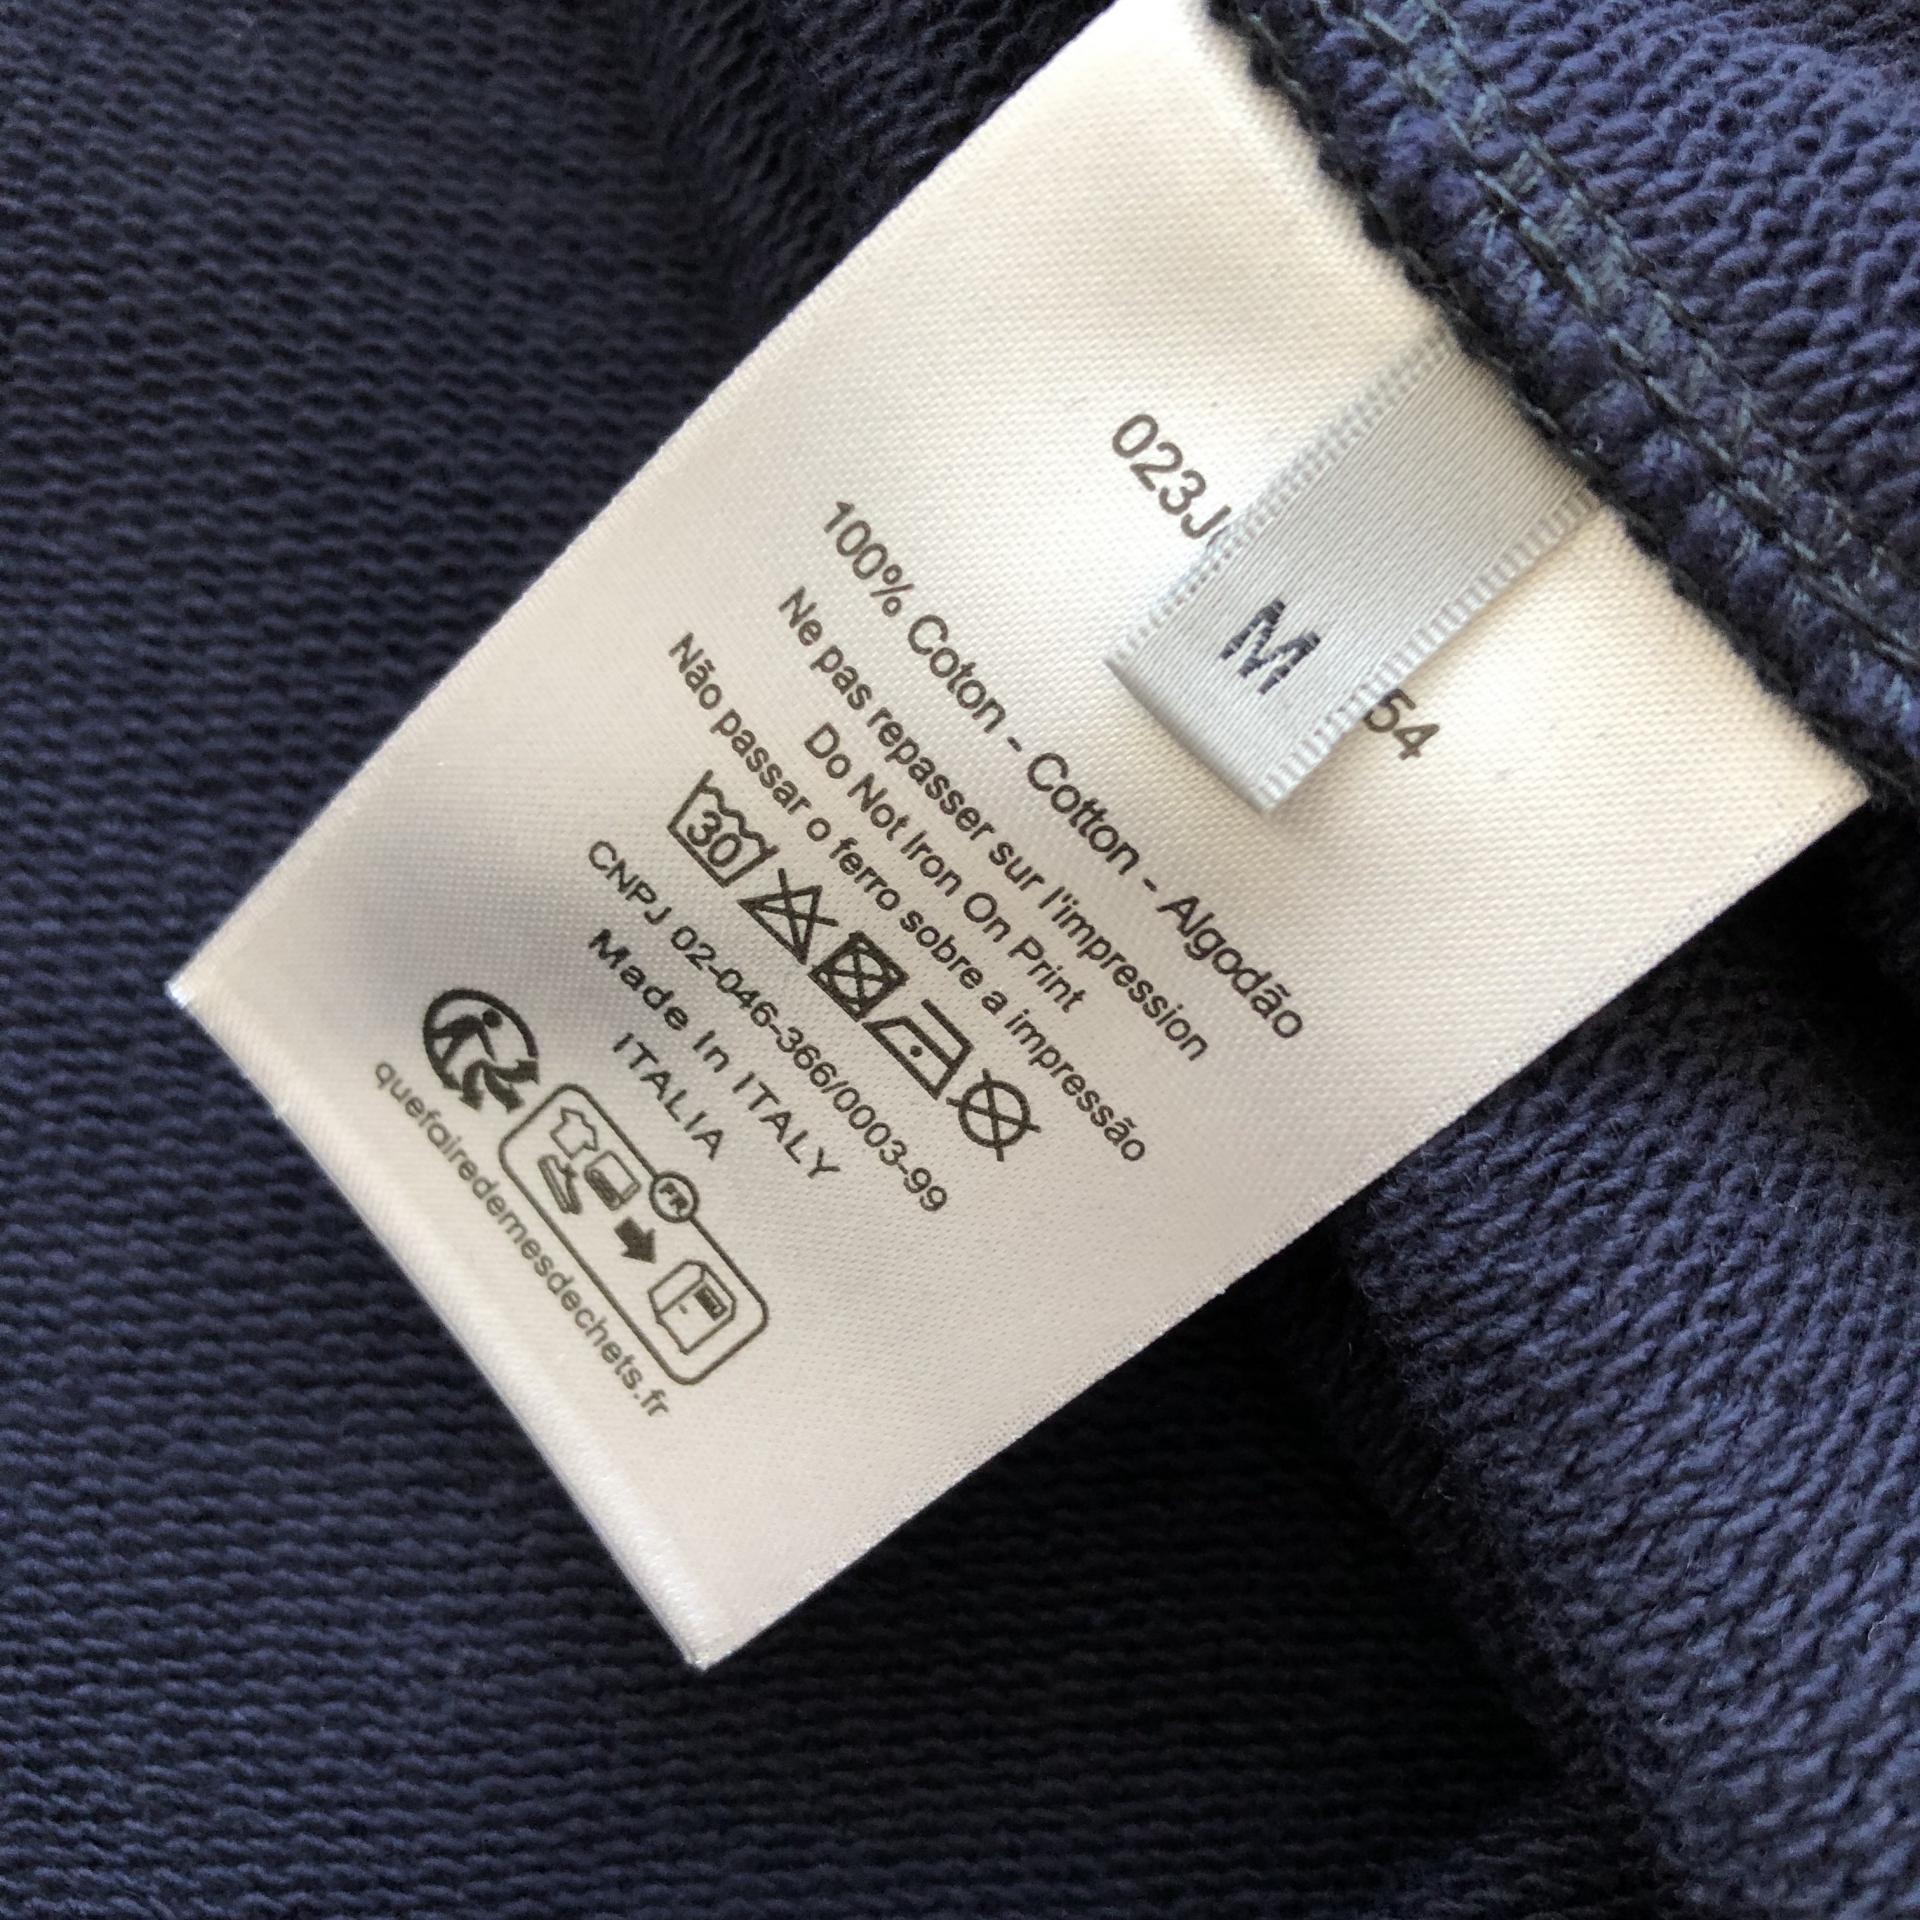 023J
M
54
100% Coton - Cotton - Algodão
Ne pas repasser sur l'impression
Do Not Iron On Print
Não passar o ferro sobre a impressão
30
CNPJ 02-046-366/0003-99
Made In ITALY
ITALIA
FR
quefairedemesdechets.fr